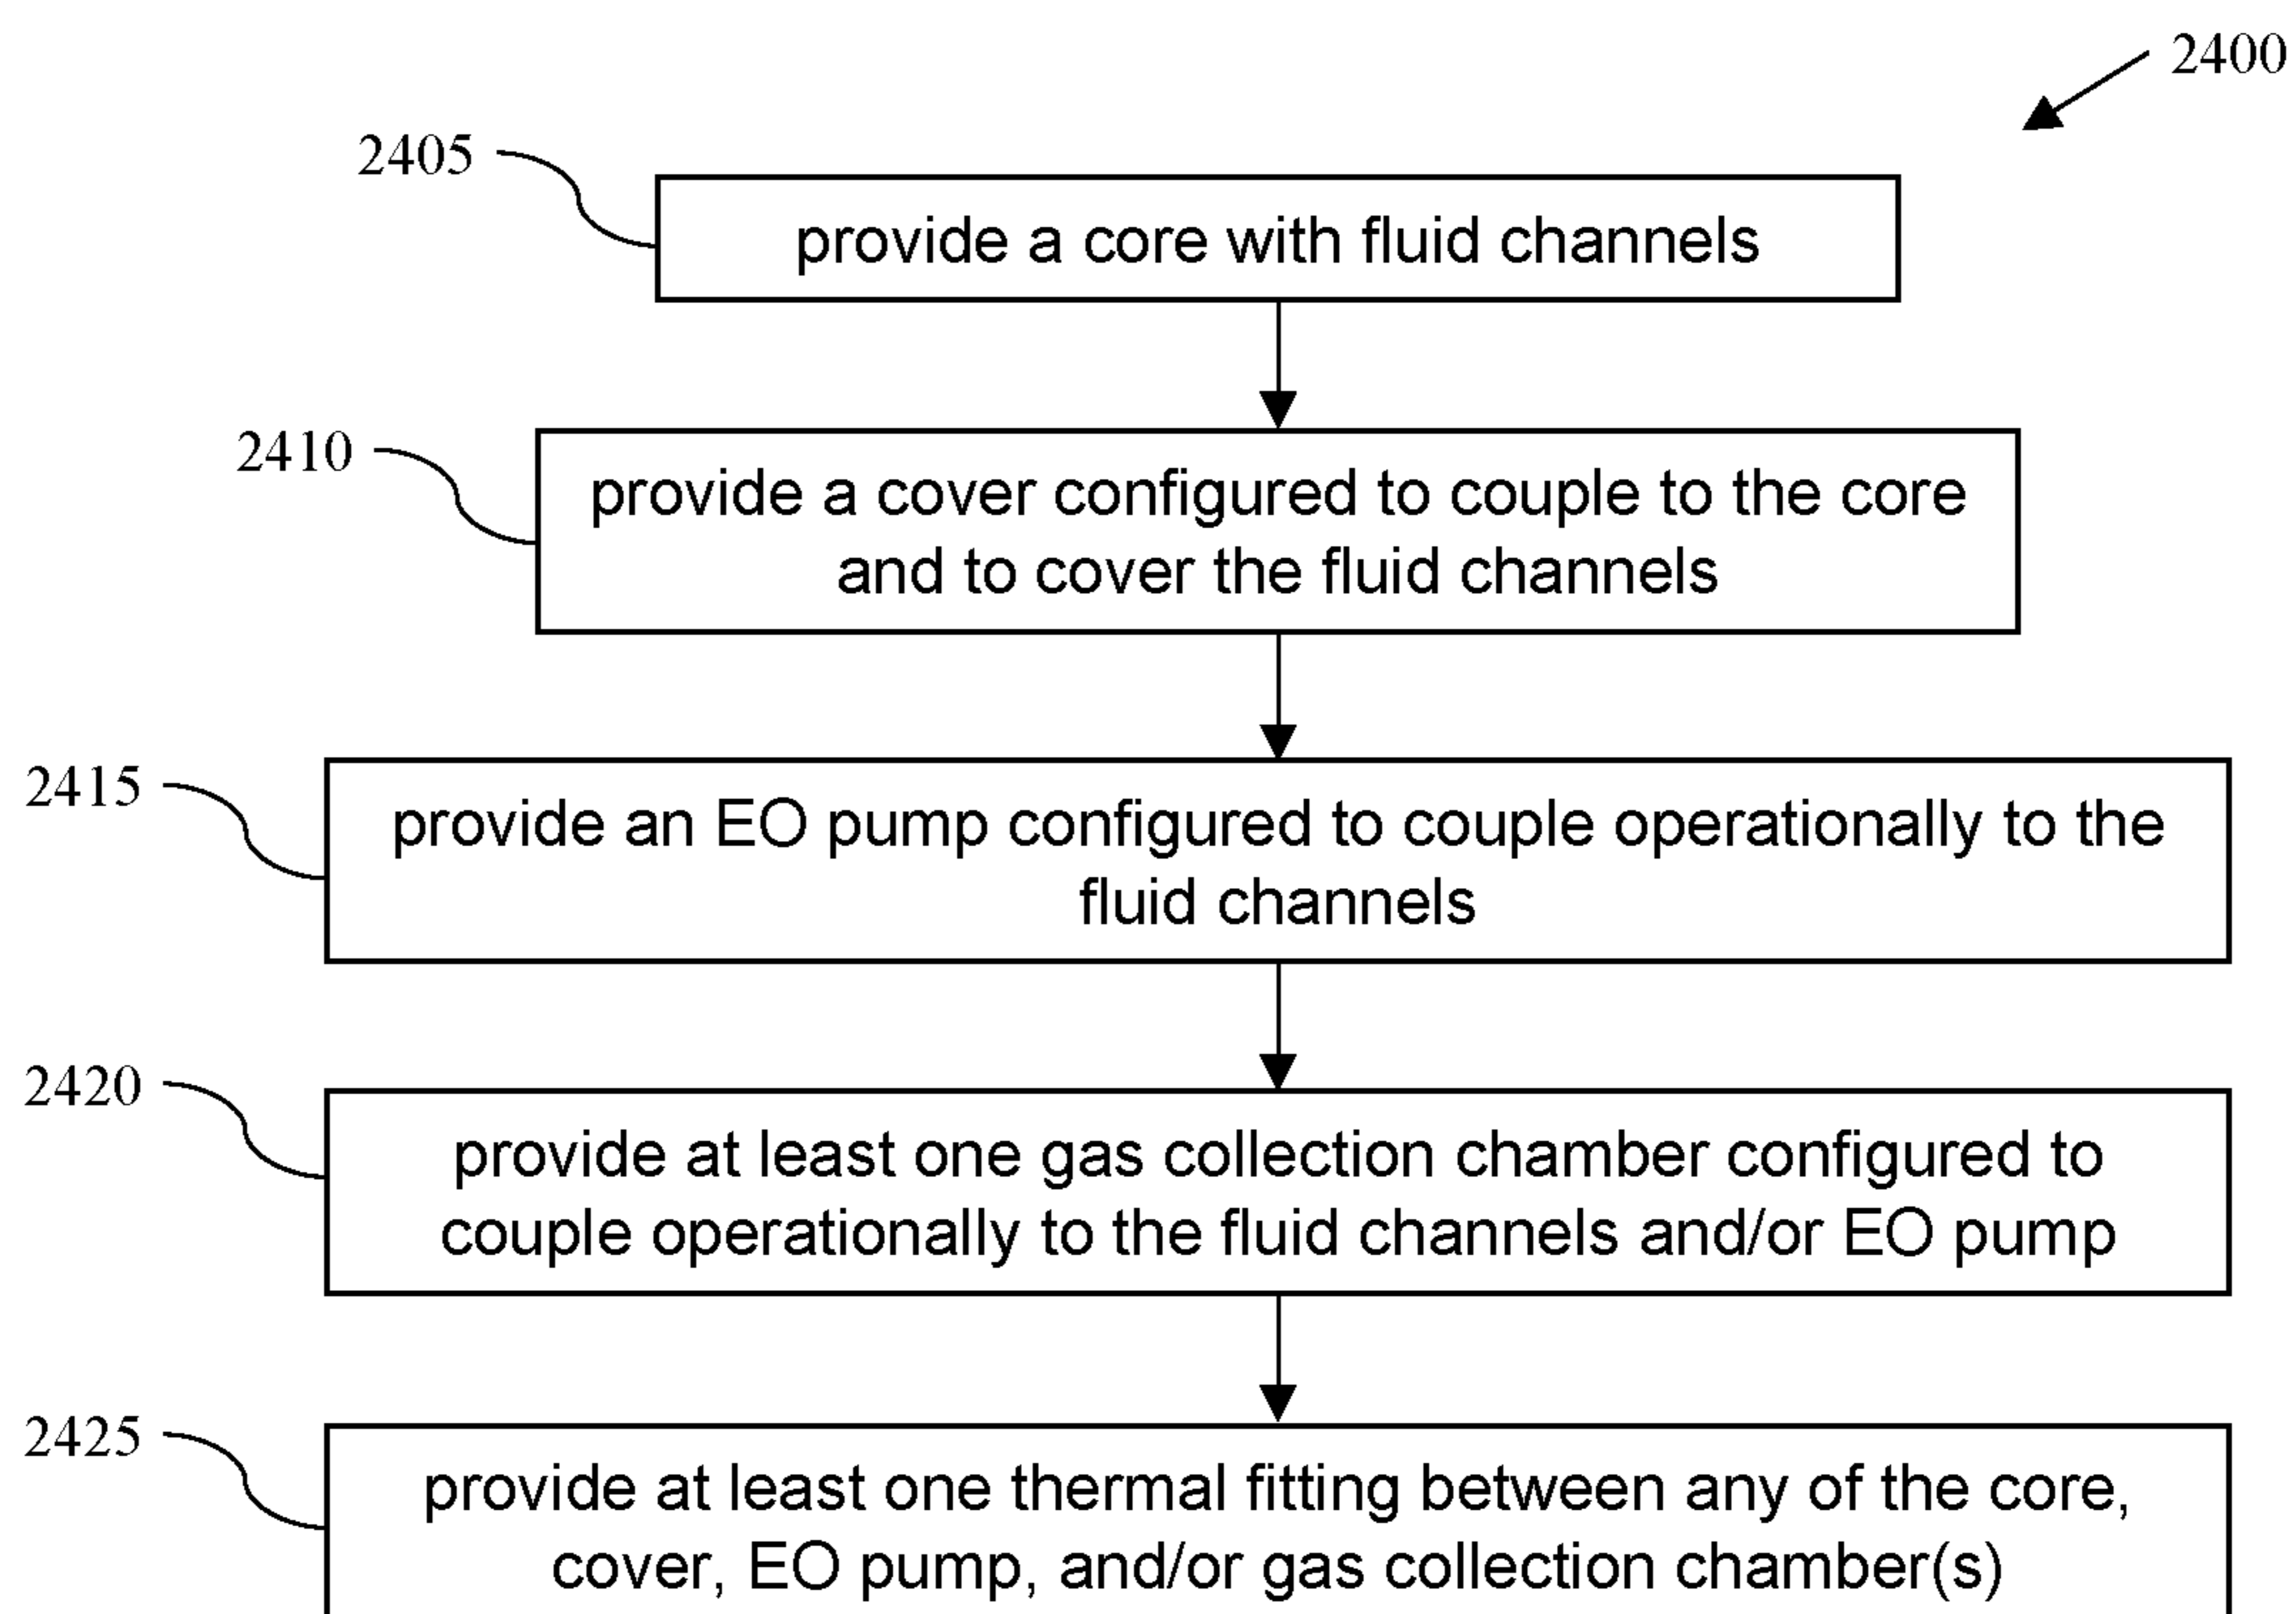 2400
2405
provide a core with fluid channels
2410
provide a cover configured to couple to the core
and to cover the fluid channels
2415
provide an EO pump configured to couple operationally to the
fluid channels
2420
provide at least one gas collection chamber configured to
couple operationally to the fluid channels and/or EO pump
2425
provide at least one thermal fitting between any of the core,
cover, EO pump, and/or gas collection chamber(s)